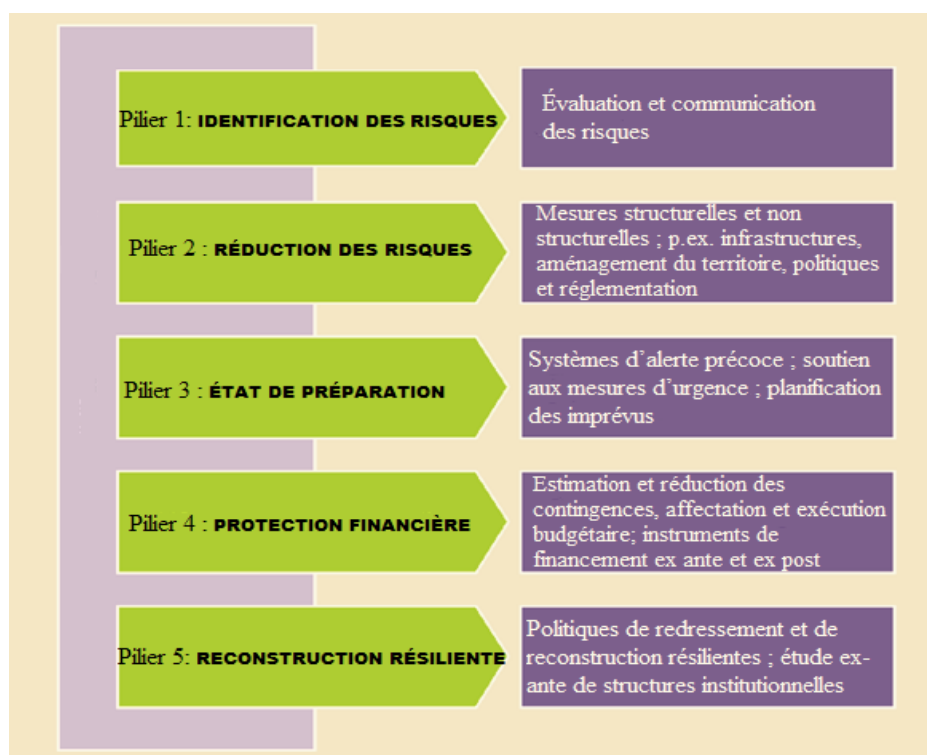 Pilier 1: IDENTIFICATION DES RISQUES
Évaluation et communication
des risques
Pilier 2 : RÉDUCTION DES RISQUES
Mesures structurelles et non
structurelles ; p.ex. infrastructures,
aménagement du territoire, politiques
et réglementation
Pilier 3 : ÉTAT DE PRÉPARATION
Systèmes d’alerte précoce ; soutien
aux mesures d’urgence ; planification
des imprévus
Pilier 4 : PROTECTION FINANCIÈRE
Estimation et réduction des
contingences, affectation et exécution
budgétaire; instruments de
financement ex ante et ex post
Pilier 5: RECONSTRUCTION RÉSILIENTE
Politiques de redressement et de
reconstruction résilientes ; étude ex-
ante de structures institutionnelles